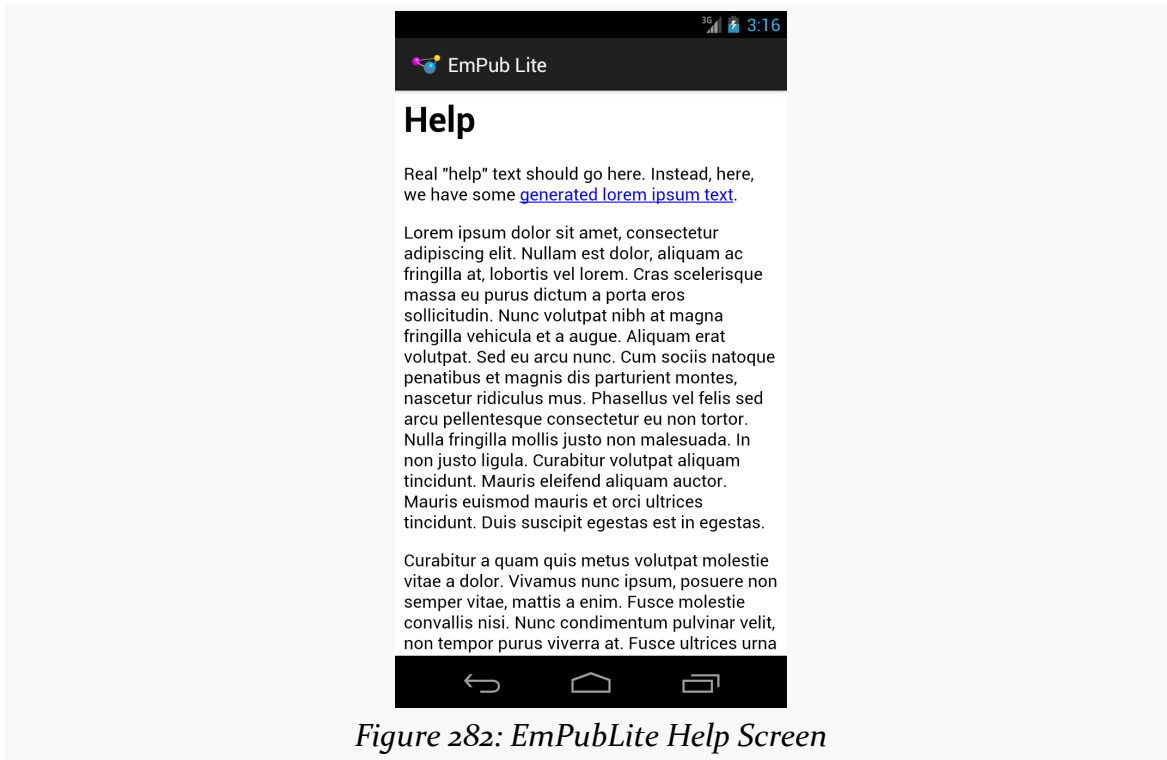 3G 3:16
EmPub Lite
Help
Real "help" text should go here. Instead, here,
we have some generated lorem ipsum text.
Lorem ipsum dolor sit amet, consectetur
adipiscing elit. Nullam est dolor, aliquam ac
fringilla at, lobortis vel lorem. Cras scelerisque
massa eu purus dictum a porta eros
sollicitudin. Nunc volutpat nibh at magna
fringilla vehicula et a augue. Aliquam erat
volutpat. Sed eu arcu nunc. Cum sociis natoque
penatibus et magnis dis parturient montes,
nascetur ridiculus mus. Phasellus vel felis sed
arcu pellentesque consectetur eu non tortor.
Nulla fringilla mollis justo non malesuada. In
non justo ligula. Curabitur volutpat aliquam
tincidunt. Mauris eleifend aliquam auctor.
Mauris euismod mauris et orci ultrices
tincidunt. Duis suscipit egestas est in egestas.
Curabitur a quam quis metus volutpat molestie
vitae a dolor. Vivamus nunc ipsum, posuere non
semper vitae, mattis a enim. Fusce molestie
convallis nisi. Nunc condimentum pulvinar velit,
non tempor purus viverra at. Fusce ultrices urna
Figure 282: EmPubLite Help Screen